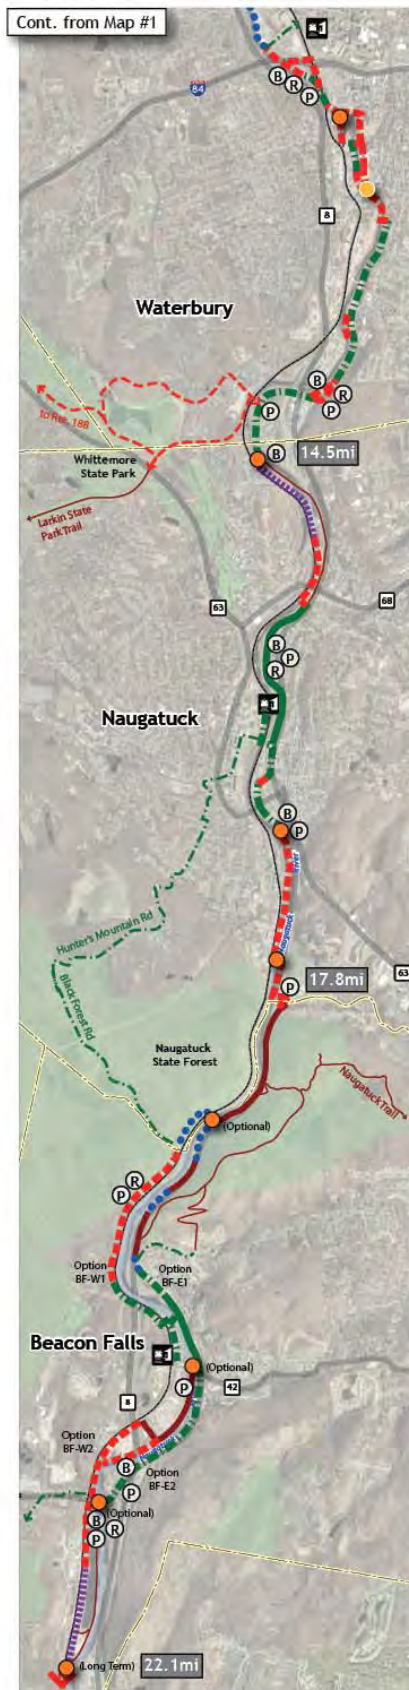 Cont. from Map #1
1
84
B
R
P
8
Waterbury
B
R
P
P
to Rte. 188
B
14.5mi
Whittemore
State Park
Larkin State
Park Trail
63
68
B
P
R
Naugatuck
B
P
River
Naugatuck
Hunter's Mountain Rd
Black Forest Rd
17.8mi
63
P
Naugatuck
State Forest
Naugatuck Trail
(Optional)
R
P
Option
BF-W1
Option
BF-E1
Beacon Falls
(Optional)
P
42
8
Option
BF-W2
B
Option
BF-E2
P
(Optional)
B
R
P
(Long Term)
22.1mi